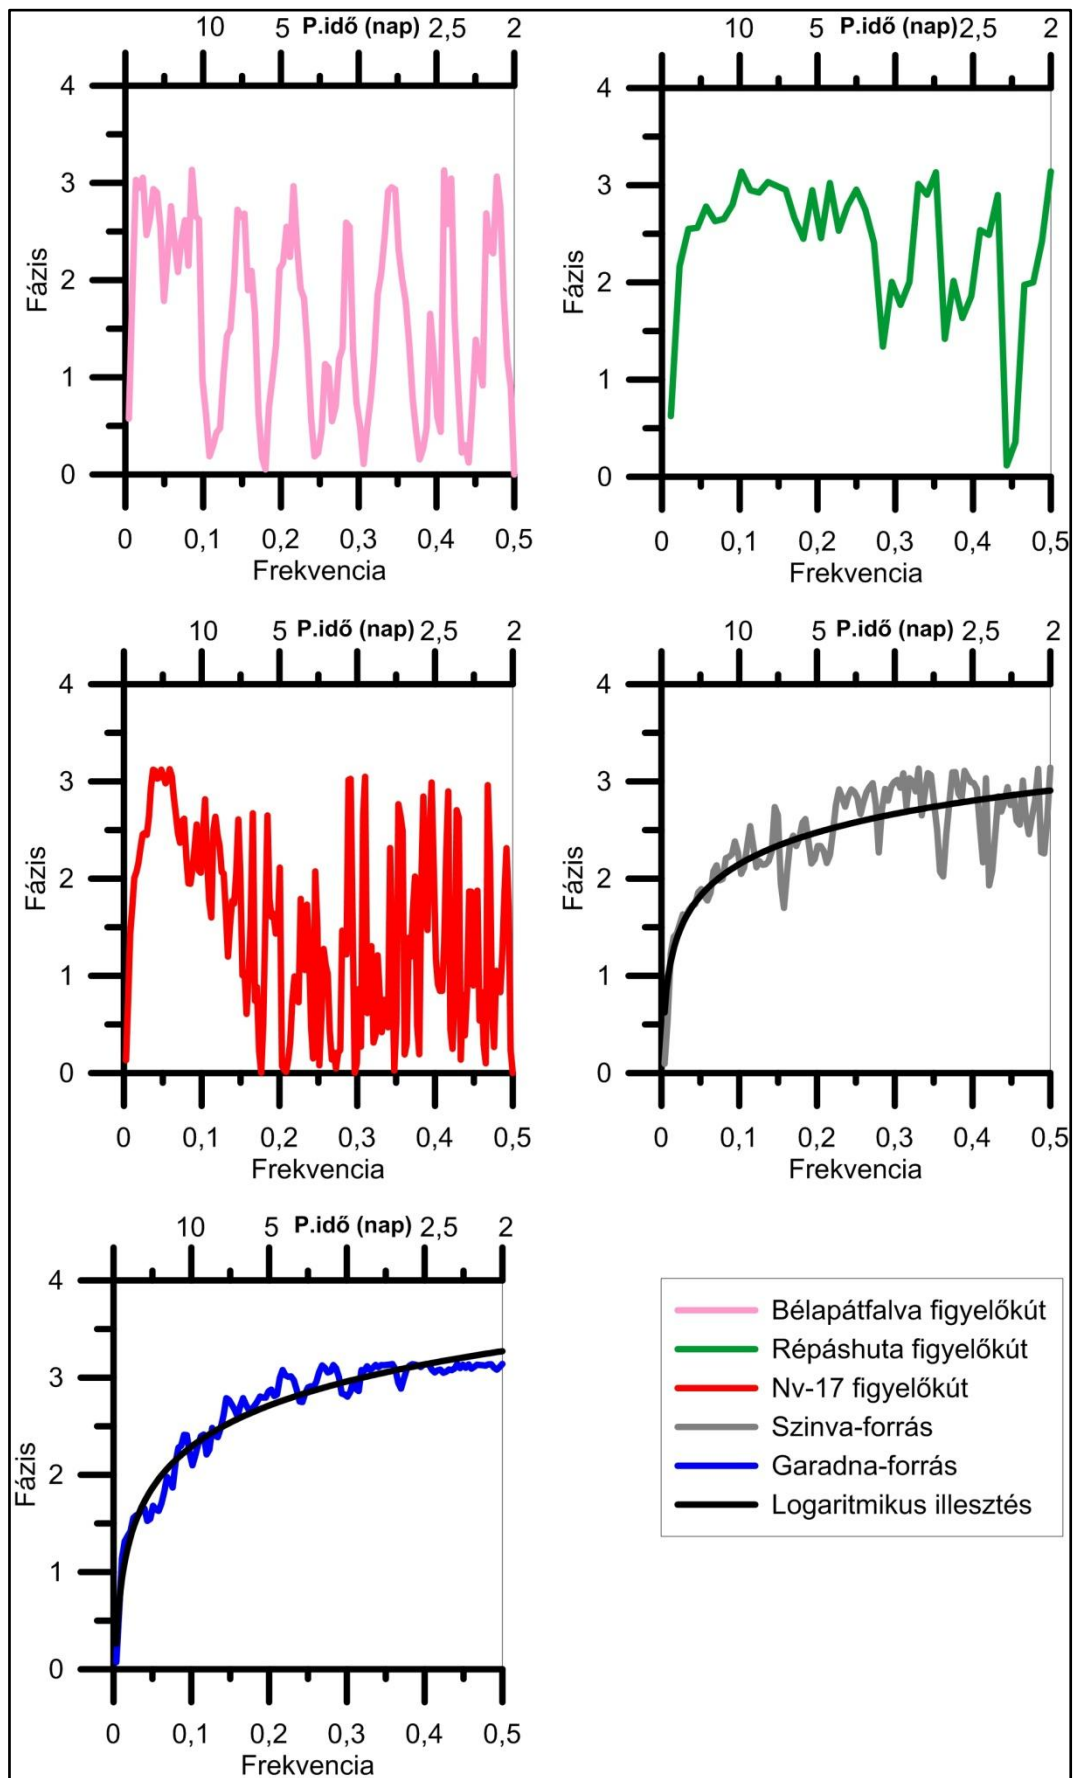 10 5 P.idő (nap) 2,5 2
4
3
2
1
0
Fázis
0 0,1 0,2 0,3 0,4 0,5
Frekvencia
10 5 P.idő (nap) 2,5 2
4
3
2
1
0
Fázis
0 0,1 0,2 0,3 0,4 0,5
Frekvencia
10 5 P.idő (nap) 2,5 2
4
3
2
1
0
Fázis
0 0,1 0,2 0,3 0,4 0,5
Frekvencia
10 5 P.idő (nap) 2,5 2
4
3
2
1
0
Fázis
0 0,1 0,2 0,3 0,4 0,5
Frekvencia
10 5 P.idő (nap) 2,5 2
4
3
2
1
0
Fázis
0 0,1 0,2 0,3 0,4 0,5
Frekvencia
Bélapátfalva figyelőkút
Répáshuta figyelőkút
Nv-17 figyelőkút
Szinva-forrás
Garadna-forrás
Logaritmikus illesztés